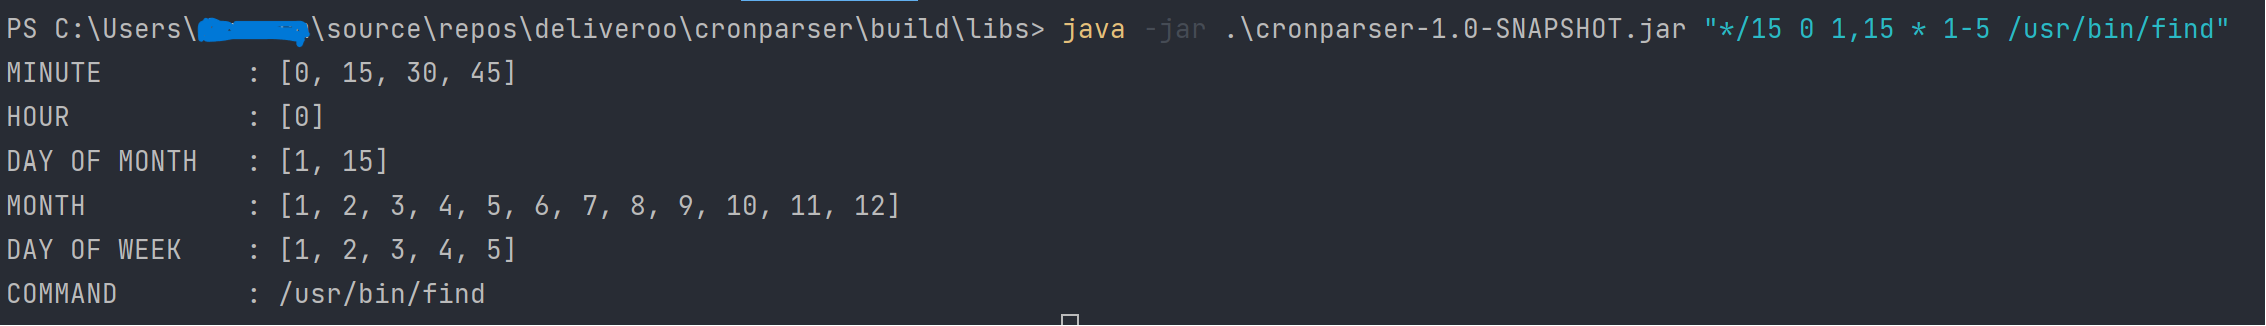 PS C:\Users\ \source\repos\deliveroo\cronparser\build\libs> java -jar .\cronparser-1.0-SNAPSHOT.jar "*/15 0 1,15 * 1-5 /usr/bin/find"
MINUTE : [0, 15, 30, 45]
HOUR : [0]
DAY OF MONTH : [1, 15]
MONTH : [1, 2, 3, 4, 5, 6, 7, 8, 9, 10, 11, 12]
DAY OF WEEK : [1, 2, 3, 4, 5]
COMMAND : /usr/bin/find